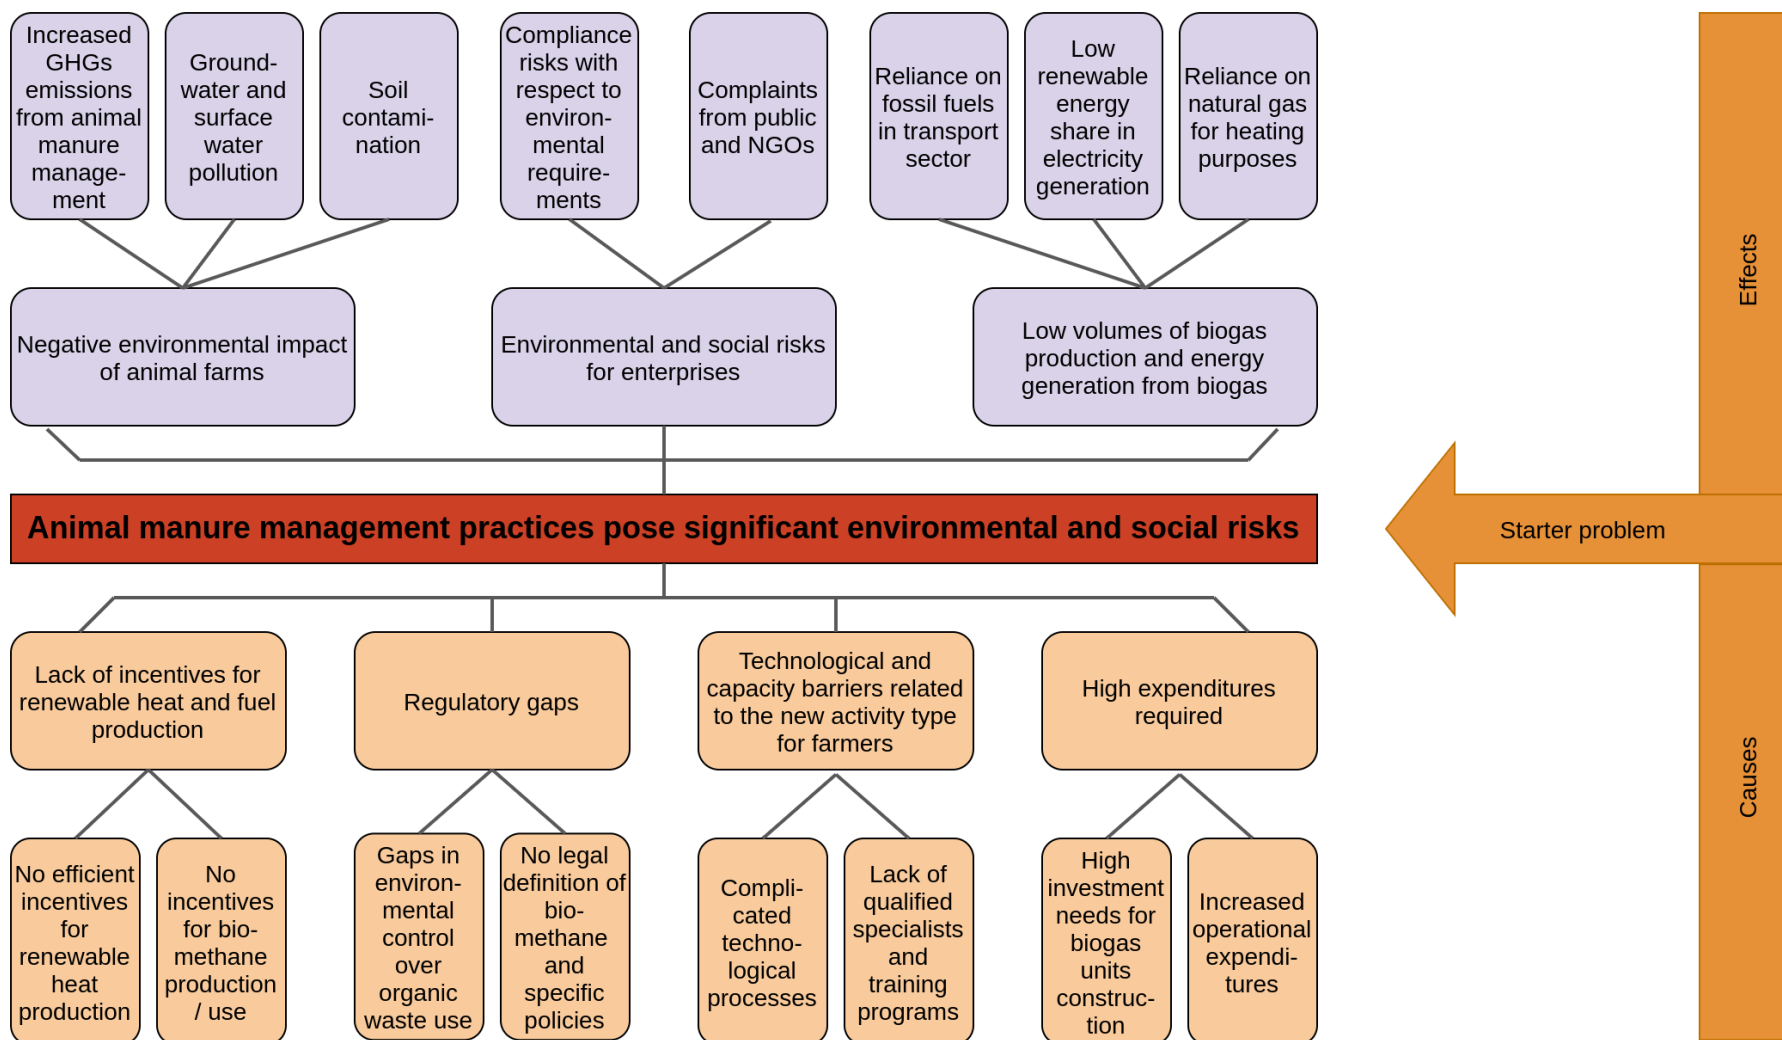 Increased
GHGs
emissions
from animal
manure
manage-
ment
Ground-
water and
surface
water
pollution
Soil
contami-
nation
Compliance
risks with
respect to
environ-
mental
require-
ments
Complaints
from public
and NGOs
Reliance on
fossil fuels
in transport
sector
Low
renewable
energy
share in
electricity
generation
Reliance on
natural gas
for heating
purposes
Effects
Negative environmental impact
of animal farms
Environmental and social risks
for enterprises
Low volumes of biogas
production and energy
generation from biogas
Animal manure management practices pose significant environmental and social risks
Starter problem
Lack of incentives for
renewable heat and fuel
production
Regulatory gaps
Technological and
capacity barriers related
to the new activity type
for farmers
High expenditures
required
Causes
No efficient
incentives
for
renewable
heat
production
No
incentives
for bio-
methane
production
/ use
Gaps in
environ-
mental
control
over
organic
waste use
No legal
definition of
bio-
methane
and
specific
policies
Compli-
cated
techno-
logical
processes
Lack of
qualified
specialists
and
training
programs
High
investment
needs for
biogas
units
construc-
tion
Increased
operational
expendi-
tures